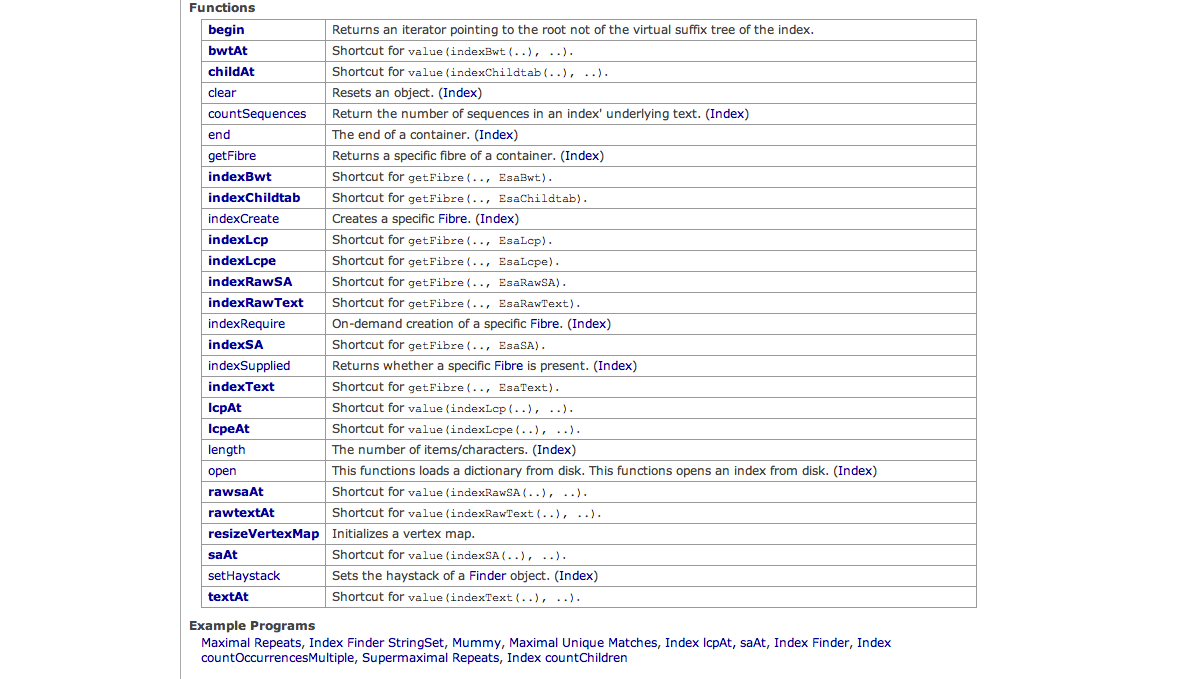 Functions
begin Returns an iterator pointing to the root not of the virtual suffix tree of the index.
bwtAt Shortcut for value(indexBwt(..), ..).
childAt Shortcut for value(indexChildtab(..), ..).
clear Resets an object. (Index)
countSequences Return the number of sequences in an index' underlying text. (Index)
end The end of a container. (Index)
getFibre Returns a specific fibre of a container. (Index)
indexBwt Shortcut for getFibre(.., EsaBwt).
indexChildtab Shortcut for getFibre(.., EsaChildtab).
indexCreate Creates a specific Fibre. (Index)
indexLcp Shortcut for getFibre(.., EsaLcp).
indexLcpe Shortcut for getFibre(.., EsaLcpe).
indexRawSA Shortcut for getFibre(.., EsaRawSA).
indexRawText Shortcut for getFibre(.., EsaRawText).
indexRequire On-demand creation of a specific Fibre. (Index)
indexSA Shortcut for getFibre(.., EsaSA).
indexSupplied Returns whether a specific Fibre is present. (Index)
indexText Shortcut for getFibre(.., EsaText).
lcpAt Shortcut for value(indexLcp(..), ..).
lcpeAt Shortcut for value(indexLcpe(..), ..).
length The number of items/characters. (Index)
open This functions loads a dictionary from disk. This functions opens an index from disk. (Index)
rawsaAt Shortcut for value(indexRawSA(..), ..).
rawtextAt Shortcut for value(indexRawText(..), ..).
resizeVertexMap Initializes a vertex map.
saAt Shortcut for value(indexSA(..), ..).
setHaystack Sets the haystack of a Finder object. (Index)
textAt Shortcut for value(indexText(..), ..).
Example Programs
Maximal Repeats, Index Finder StringSet, Mummy, Maximal Unique Matches, Index lcpAt, saAt, Index Finder, Index
countOccurrencesMultiple, Supermaximal Repeats, Index countChildren